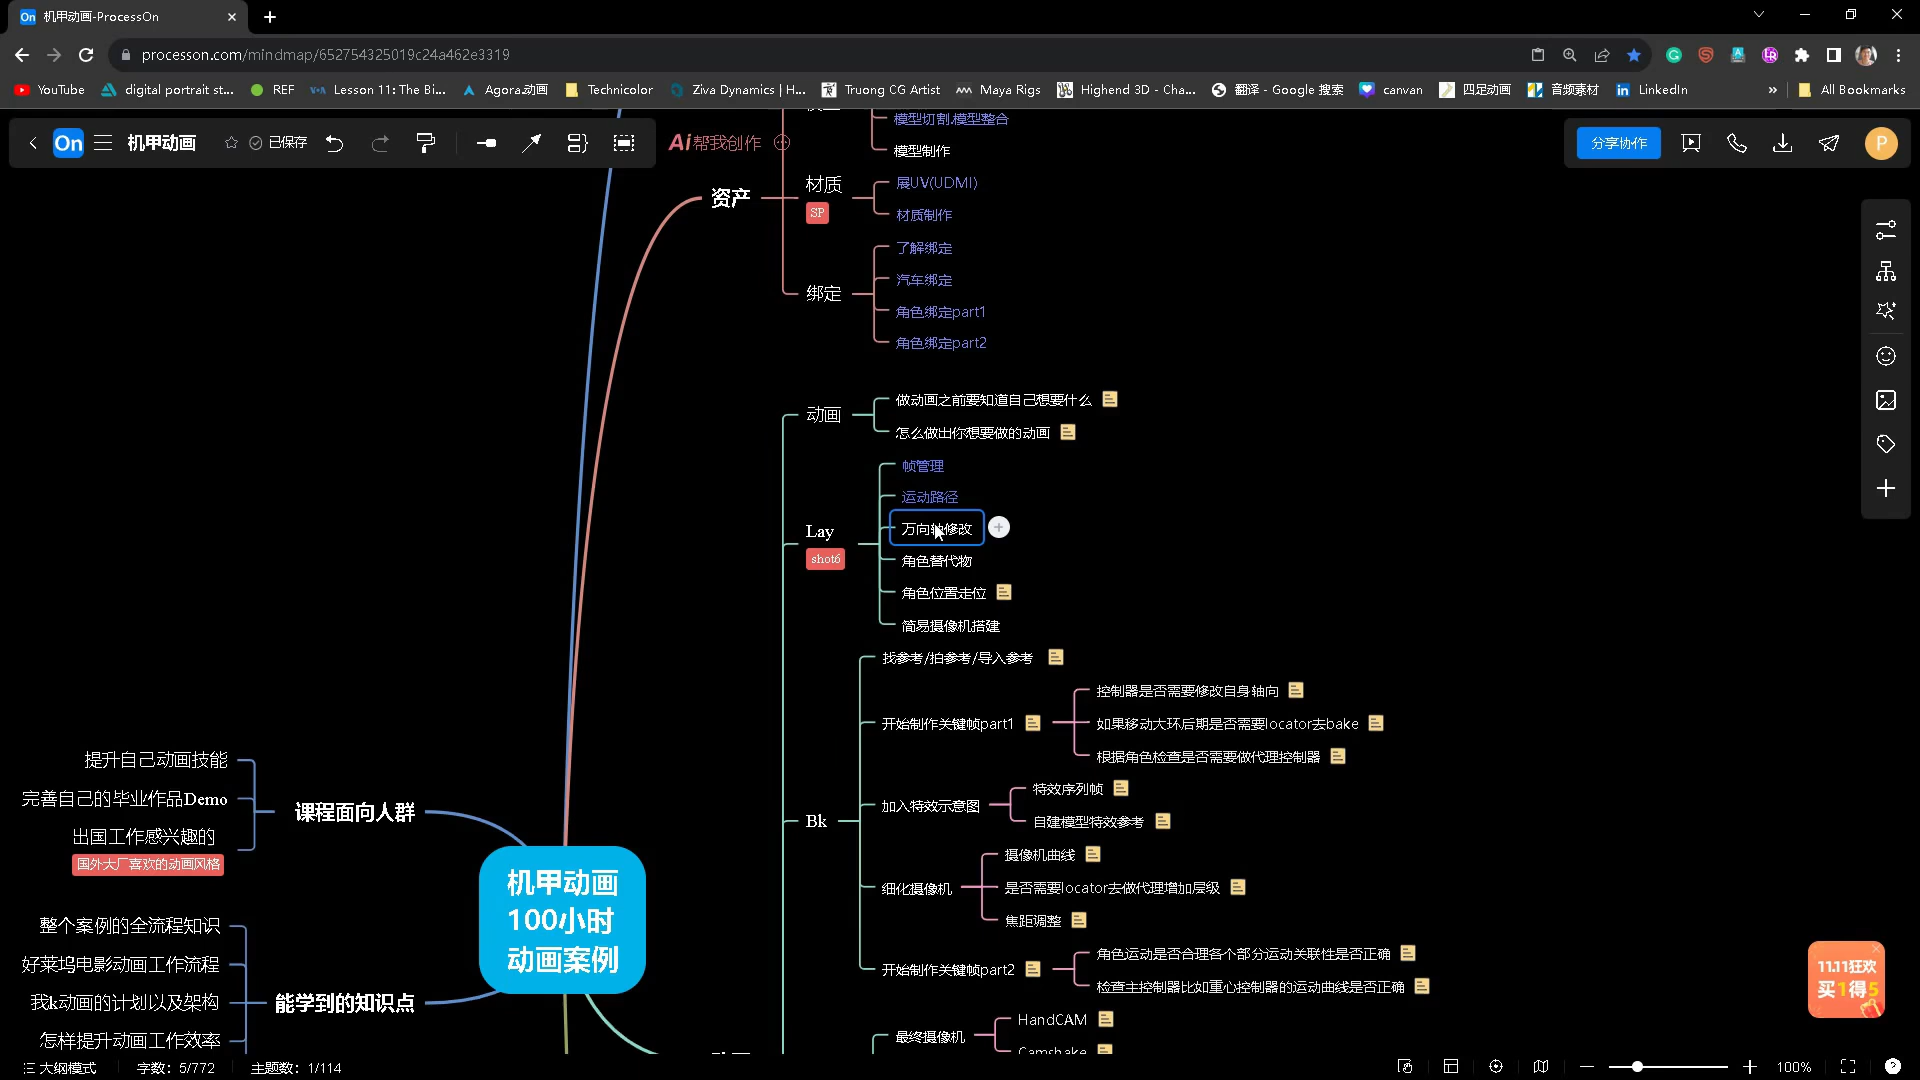 On 机甲动画-ProcessOn
processon.com/mindmap/652754325019c24a462e3319
YouTube digital portrait st... REF Lesson 11: The Bi... Agora动画 Technicolor Ziva Dynamics | H... Truong CG Artist Maya Rigs Highend 3D - Cha... 翻译 - Google 搜索 canvan 四足动画 音频素材 LinkedIn » All Bookmarks
On 机甲动画 已保存 Ai帮我创作 分享协作 P
模型切割,模型整合
模型制作
资产
材质
SP
展UV(UDMI)
材质制作
绑定
了解绑定
汽车绑定
角色绑定part1
角色绑定part2
动画
做动画之前要知道自己想要什么
怎么做出你想要做的动画
Lay
shot6
帧管理
运动路径
万向轴修改
角色替代物
角色位置走位
简易摄像机搭建
Bk
找参考/拍参考/导入参考
开始制作关键帧part1
控制器是否需要修改自身轴向
如果移动大环后期是否需要locator去bake
根据角色检查是否需要做代理控制器
加入特效示意图
特效序列帧
自建模型特效参考
细化摄像机
摄像机曲线
是否需要locator去做代理增加层级
焦距调整
开始制作关键帧part2
角色运动是否合理各个部分运动关联性是否正确
检查主控制器比如重心控制器的运动曲线是否正确
最终摄像机
HandCAM
Camshake
提升自己动画技能
完善自己的毕业作品Demo
出国工作感兴趣的
国外大厂喜欢的动画风格
课程面向人群
整个案例的全流程知识
好莱坞电影动画工作流程
我k动画的计划以及架构
怎样提升动画工作效率
能学到的知识点
机甲动画
100小时
动画案例
11.11狂欢
买1得5
大纲模式 字数：5/772 主题数：1/114 100%